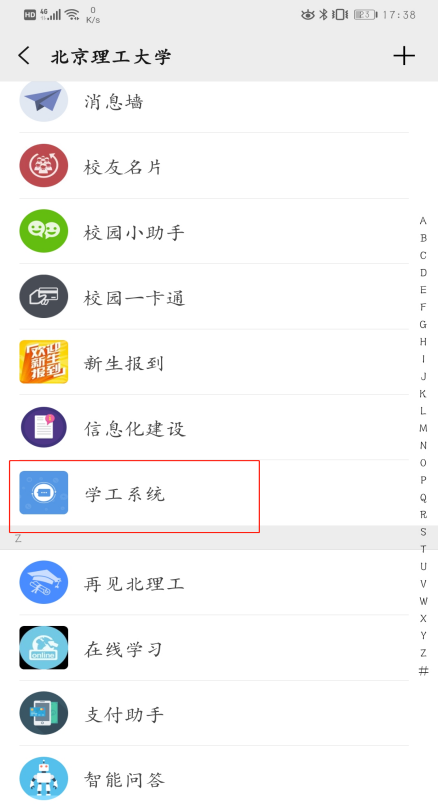 HD 4G 0 K/s 23 17:38
北京理工大学
消息墙
校友名片
校园小助手
校园一卡通
欢迎新生报到
新生报到
信息化建设
学工系统
Z
再见北理工
online
在线学习
支付助手
智能问答
A
B
C
D
E
F
G
H
I
J
K
L
M
N
O
P
Q
R
S
T
U
V
W
X
Y
Z
#